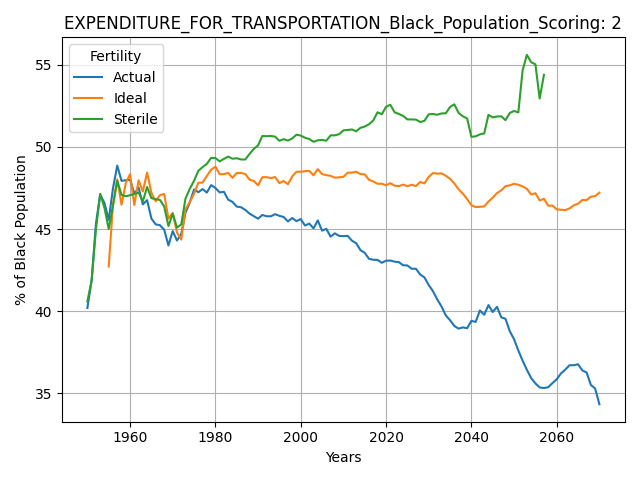 EXPENDITURE_FOR_TRANSPORTATION_Black_Population_Scoring: 2
Fertility
Actual
Ideal
Sterile
% of Black Population
55
50
45
40
35
1960 1980 2000 2020 2040 2060
Years